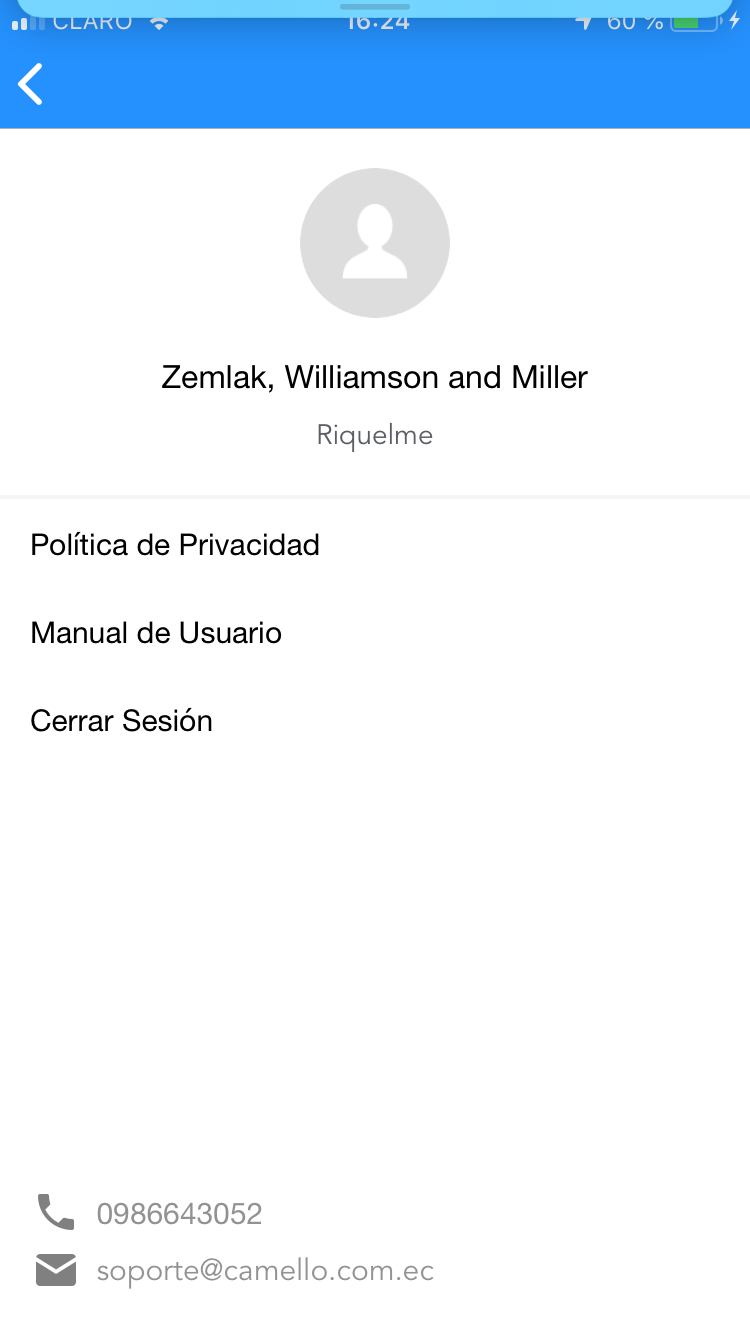 CLARO 16:24 60 %
Zemlak, Williamson and Miller
Riquelme
Política de Privacidad
Manual de Usuario
Cerrar Sesión
0986643052
soporte@camello.com.ec